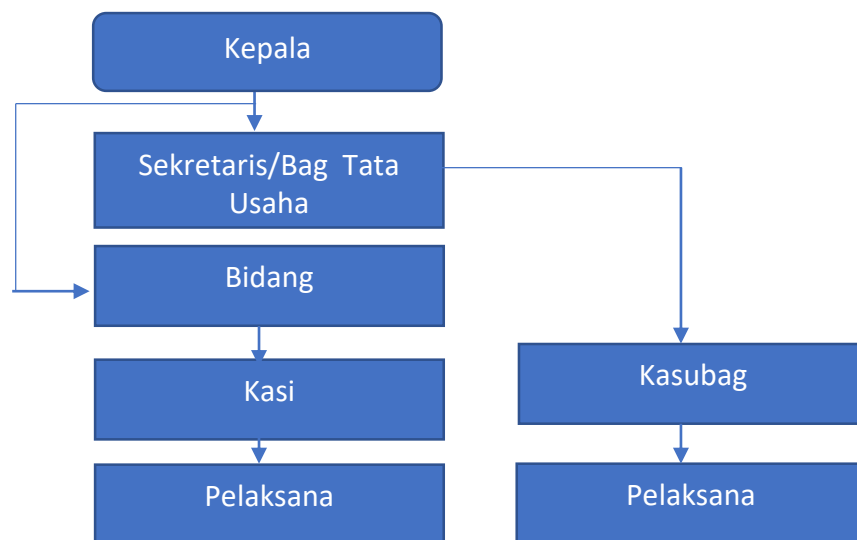 Kepala
Sekretaris/Bag Tata
Usaha
Bidang
Kasi
Kasubag
Pelaksana
Pelaksana